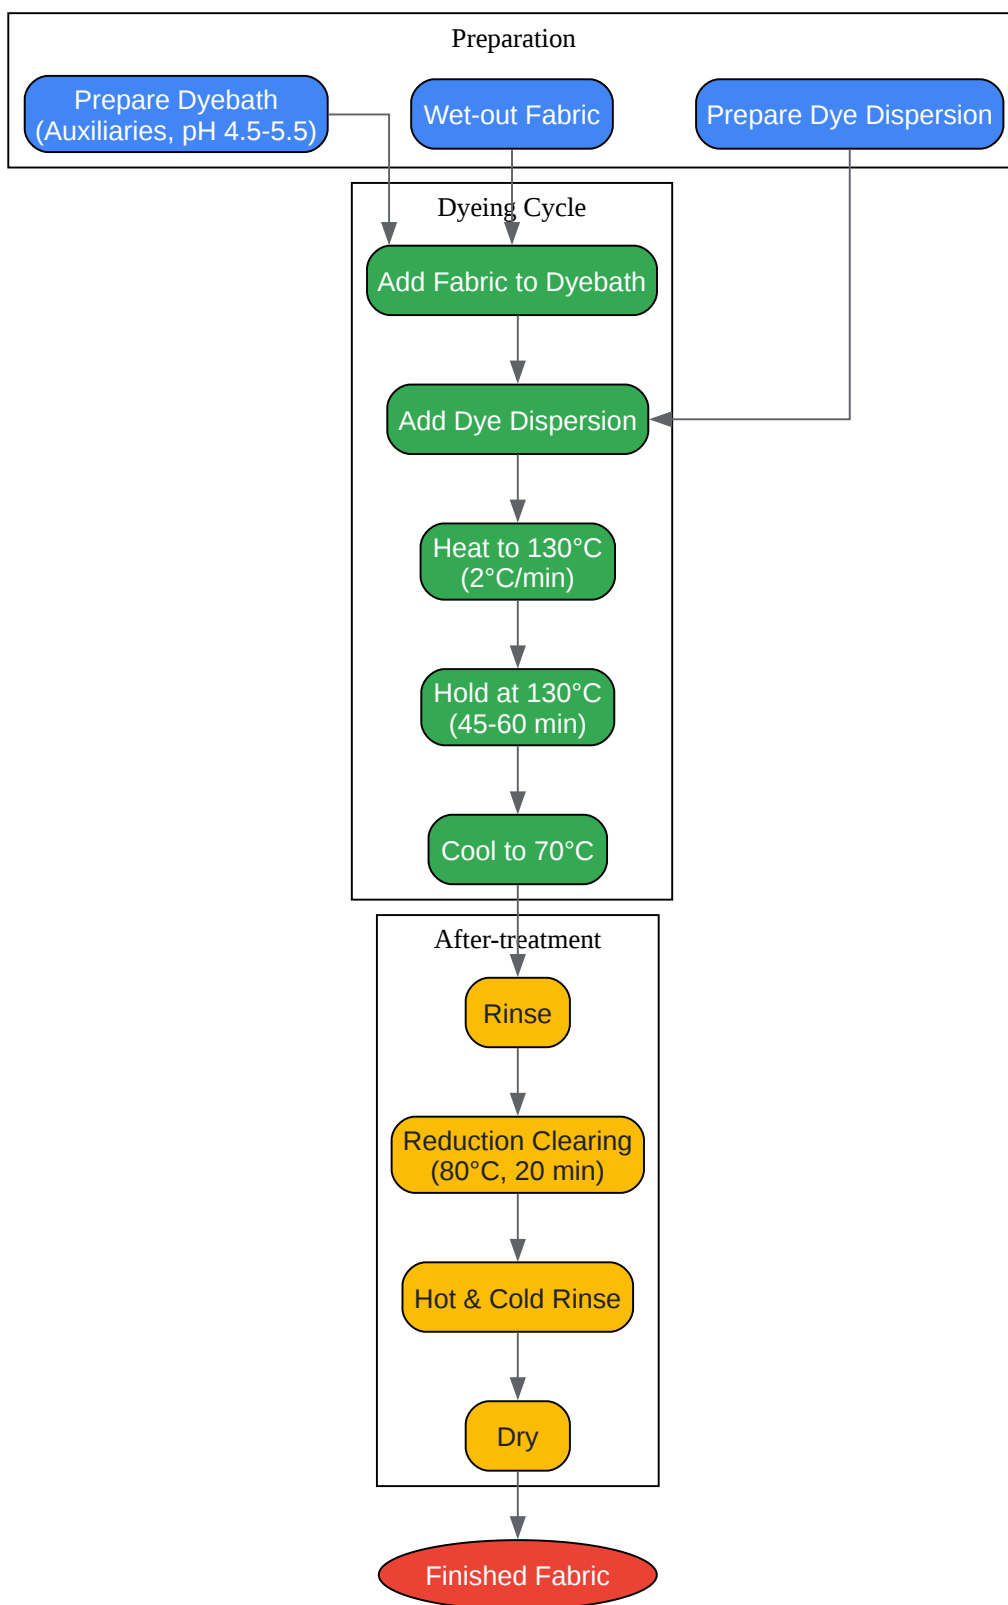 Preparation
Prepare Dyebath
(Auxiliaries, pH 4.5-5.5)
Wet-out Fabric
Prepare Dye Dispersion
Dyeing Cycle
Add Fabric to Dyebath
Add Dye Dispersion
Heat to 130°C
(2°C/min)
Hold at 130°C
(45-60 min)
Cool to 70°C
After-treatment
Rinse
Reduction Clearing
(80°C, 20 min)
Hot & Cold Rinse
Dry
Finished Fabric